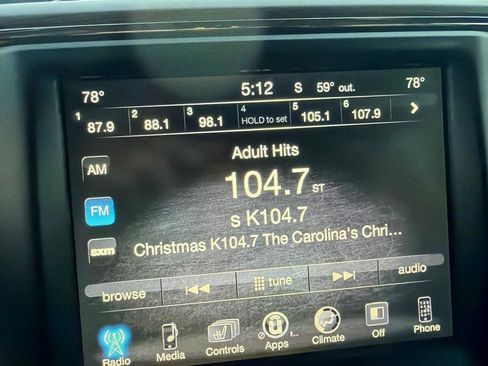 78° 5:12 S 59° out. 78°
1 87.9 2 88.1 3 98.1 4 HOLD to set 5 105.1 6 107.9
Adult Hits
AM
104.7 ST
FM
s K104.7
sxm
Christmas K104.7 The Carolina's Chri...
browse tune audio
Radio Media Controls Apps Climate Off Phone